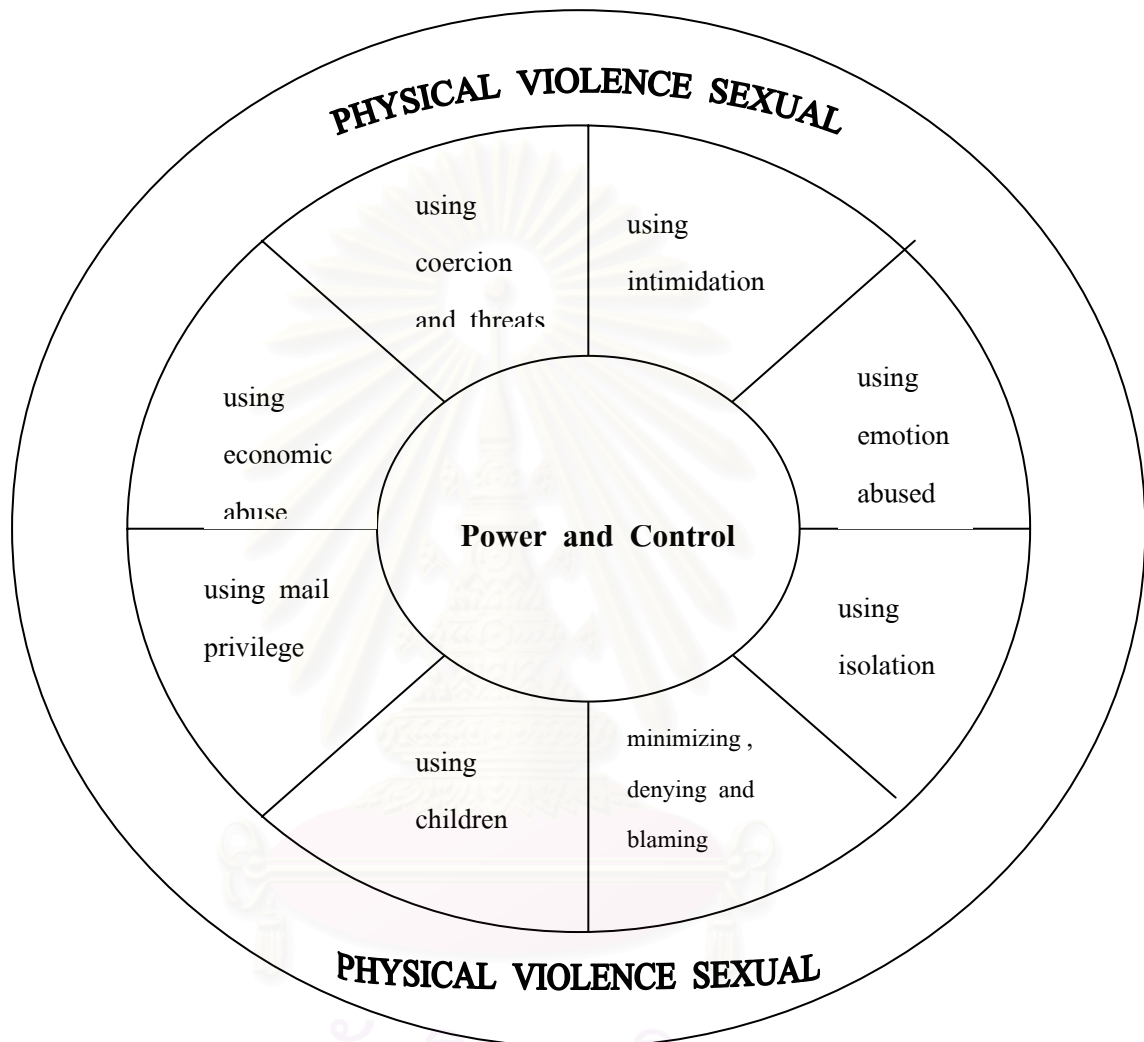 PHYSICAL VIOLENCE SEXUAL
using
coercion
and threats
using
intimidation
using
emotion
abused
using
isolation
minimizing ,
denying and
blaming
using
children
using mail
privilege
using
economic
abuse
Power and Control
PHYSICAL VIOLENCE SEXUAL